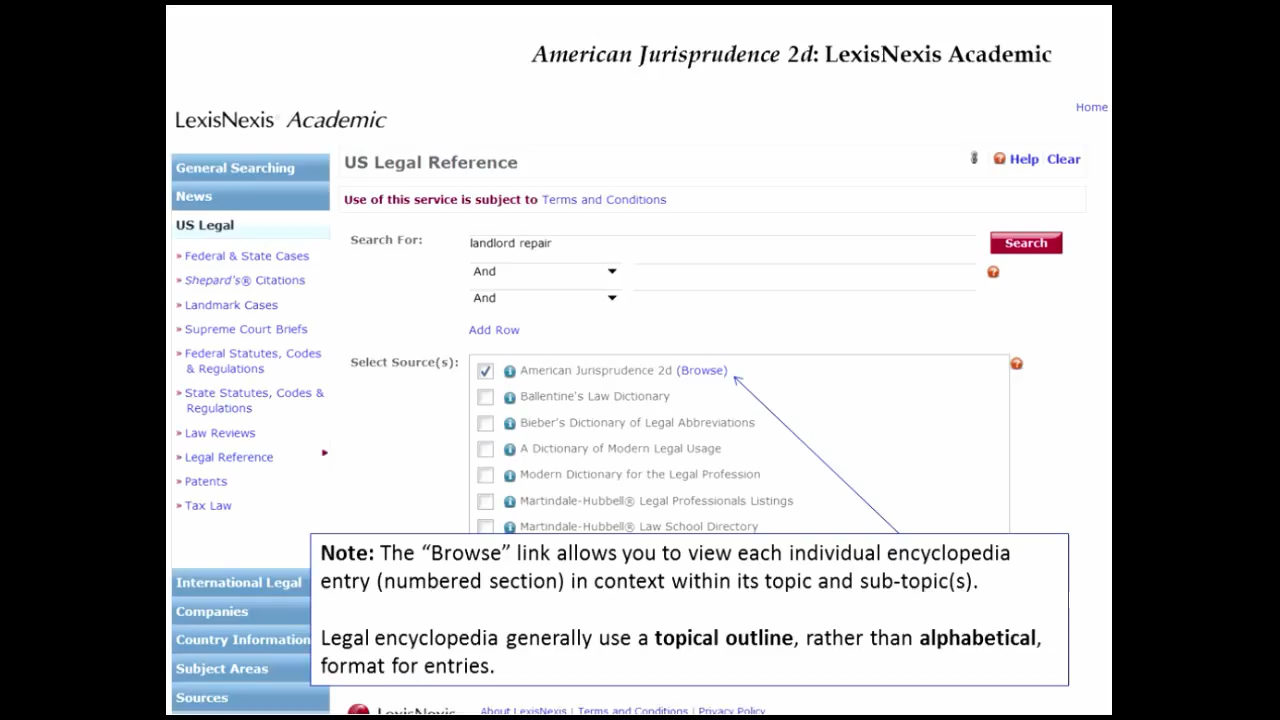 American Jurisprudence 2d: LexisNexis Academic
Home
LexisNexis® Academic
General Searching
News
US Legal
» Federal & State Cases
» Shepard's® Citations
» Landmark Cases
» Supreme Court Briefs
» Federal Statutes, Codes
& Regulations
» State Statutes, Codes &
Regulations
» Law Reviews
» Legal Reference
» Patents
» Tax Law
International Legal
Companies
Country Information
Subject Areas
Sources
US Legal Reference
Help Clear
Use of this service is subject to Terms and Conditions
Search For:
landlord repair
Search
And
And
Add Row
Select Source(s):
American Jurisprudence 2d (Browse)
Ballentine's Law Dictionary
Bieber's Dictionary of Legal Abbreviations
A Dictionary of Modern Legal Usage
Modern Dictionary for the Legal Profession
Martindale-Hubbell® Legal Professionals Listings
Martindale-Hubbell® Law School Directory
Note: The “Browse” link allows you to view each individual encyclopedia
entry (numbered section) in context within its topic and sub-topic(s).
Legal encyclopedia generally use a topical outline, rather than alphabetical,
format for entries.
LexisNexis
About LexisNexis | Terms and Conditions | Privacy Policy